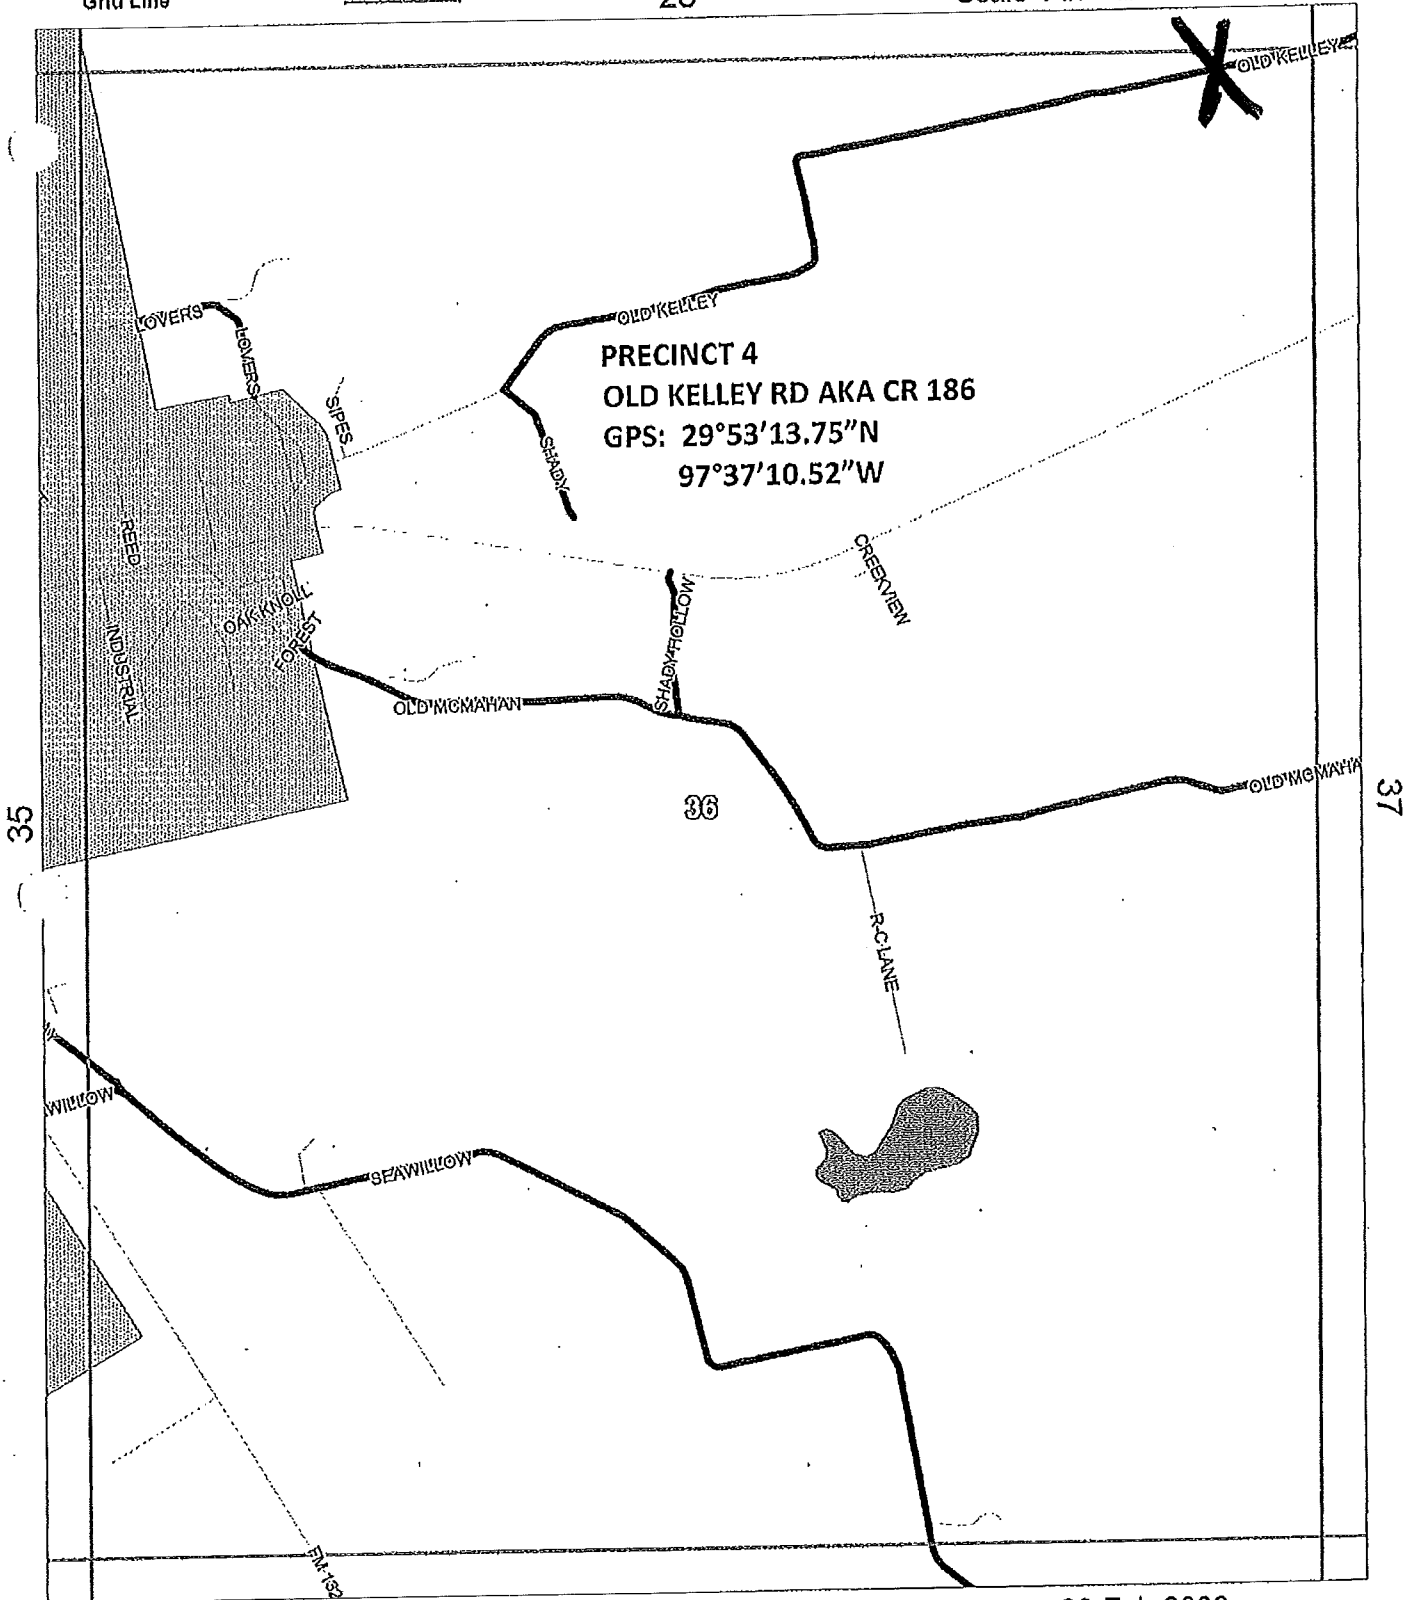 Grid Line
OLD KELLEY
LOVERS
LOVERS
OLD KELLEY
PRECINCT 4
OLD KELLEY RD AKA CR 186
GPS: 29°53'13.75"N
97°37'10.52"W
SIPES
SHADY
REED
CREEKVIEW
OAK KNOLL
FOREST
SHADY HOLLOW
INDUSTRIAL
OLD MCMAHAN
OLD MCMAHA
35
36
37
R C LANE
WILLOW
SEAWILLOW
FM 132